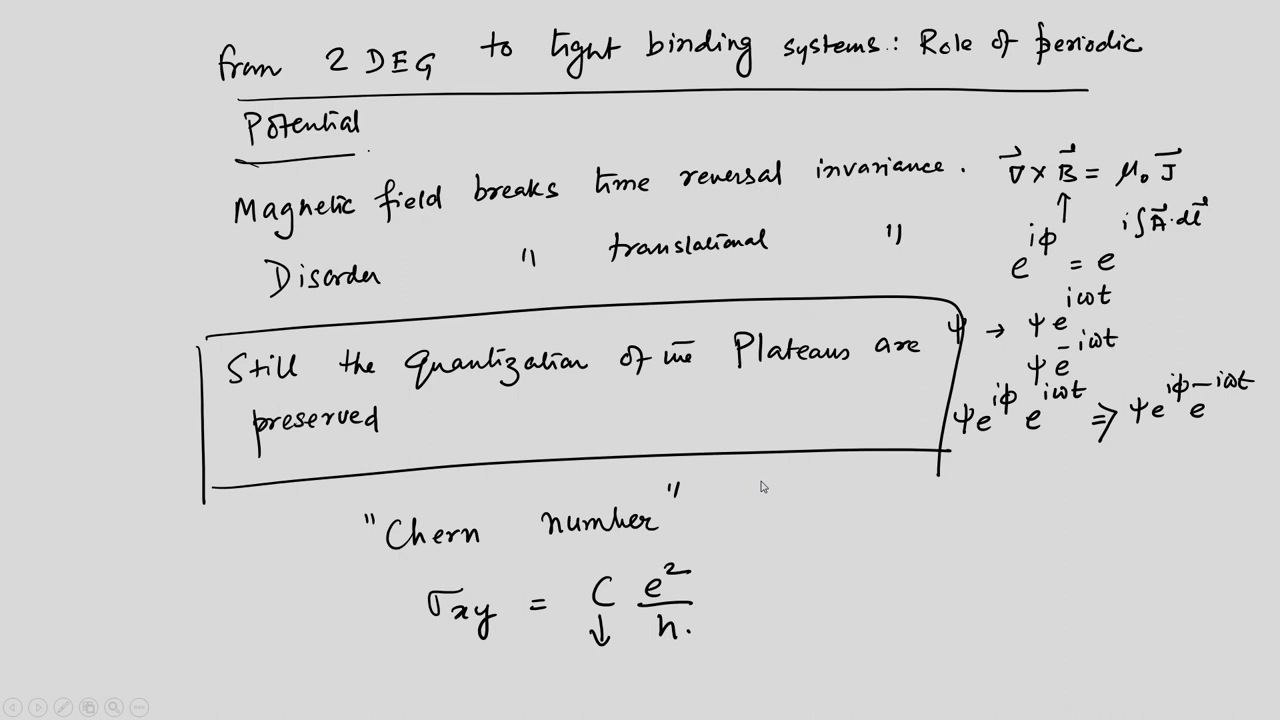 from 2 DEG to tight binding systems: Role of periodic
Potential
Magnetic field breaks time reversal invariance.
Disorder " translational "
Still the quantization of the Plateaus are
preserved
"Chern number"
σxy = C e²/h.
↓
∇⃗ × B⃗ = μ₀ J⃗
↑
e^{iϕ} = e^{i∫A⃗·dl⃗}
ψ → ψ e^{iωt}
ψ e^{-iωt}
ψ e^{iϕ} e^{iωt} ⇒ ψ e^{iϕ} e^{-iωt}